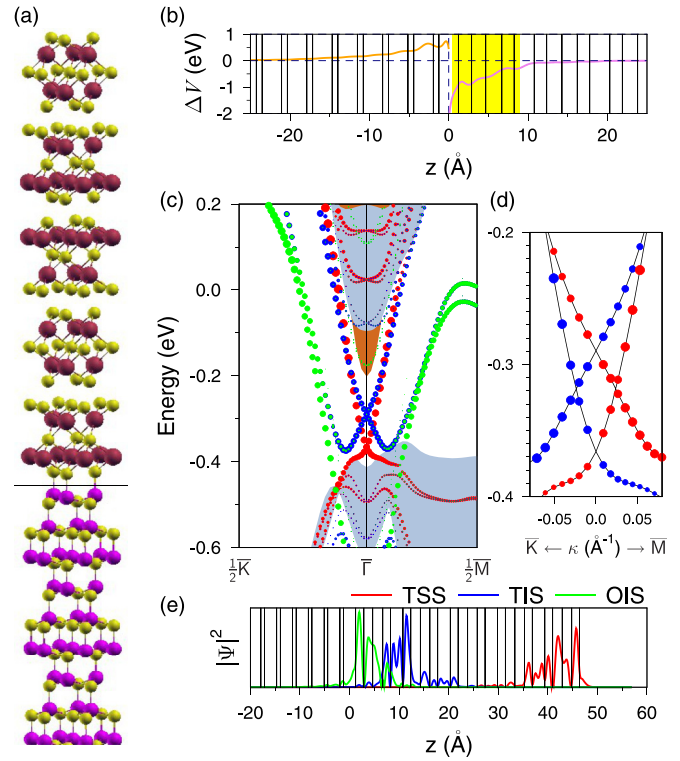 (a)
(b)
ΔV (eV)
1
0
-1
-2
-20
-10
0
10
20
z (Å)
(c)
Energy (eV)
0.2
0.0
-0.2
-0.4
-0.6
½K̅
Γ̅
½M̅
(d)
-0.2
-0.3
-0.4
-0.05
0.0
0.05
K̅ ← κ (Å⁻¹) → M̅
TSS
TIS
OIS
(e)
|Ψ|²
-20
-10
0
10
20
30
40
50
60
z (Å)